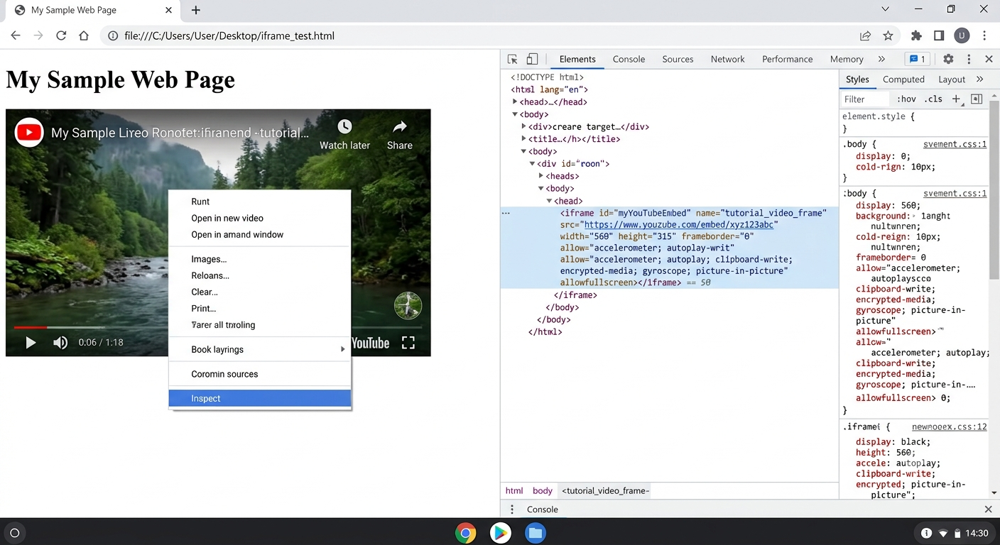 My Sample Web Page
file:///C:/Users/User/Desktop/iframe_test.html
U
My Sample Web Page
My Sample Lireo Ronofet:ifiranend -tutorial...
Watch later
Share
Runt
Open in new video
Open in amand window
Images...
Reloans...
Clear...
Print...
Tarer all tmroling
Book layrings
Coromin sources
Inspect
0:06 / 1:18
YouTube
Elements
Console
Sources
Network
Performance
Memory
1
<!DOCTYPE html>
<html lang="en">
<head>…</head>
<body>
<div>creare target…</div>
<title…</h></title>
<body>
<div id="roon">
<heads>
<body>
<head>
<iframe id="myYouTubeEmbed" name="tutorial_video_frame"
src="https://www.youzube.com/embed/xyz123abc"
width="560" height="315" frameborder="0"
allow="accelerometer; autoplay-writ"
allow="accelerometer; autoplay; clipboard-write;
encrypted-media; gyroscope; picture-in-picture"
allowfullscreen></1frame> == 50
</iframe>
</body>
</body>
</html>
html
body
<tutorial_video_frame-
Console
Styles
Computed
Layout
Filter
:hov
.cls
element.style {
}
.body {
svement.css:1
display: 0;
cold-r1gn: 10px;
}
:body {
svement.css:1
display: 560;
background: 1anght
nultwnren;
cold-reign: 10px;
nultwnren;
frameborder= 0
allow="accelerometer;
autoplayscco
clipboard-write;
encrypted-media;
gyroscope; picture-in-
picture"
allowfullscreen>
allow="
accelerometer; autoplay;
clipboard-write;
encrypted-media;
gyroscope; picture-in-....
allowfullscreen> 0;
}
.iframe {
newmooex.css:12
display: black;
height: 560;
accele: autoplay;
clipboard-write;
encrypted; picture-in-
picture";
14:30